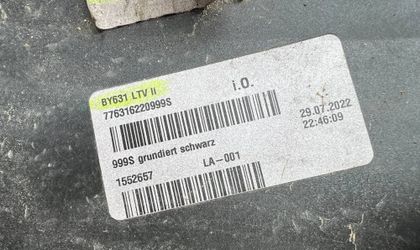 BY631 LTV II
i.O.
776316220999S
29.07.2022
22:46:09
999S grundiert schwarz
LA-001
1552657